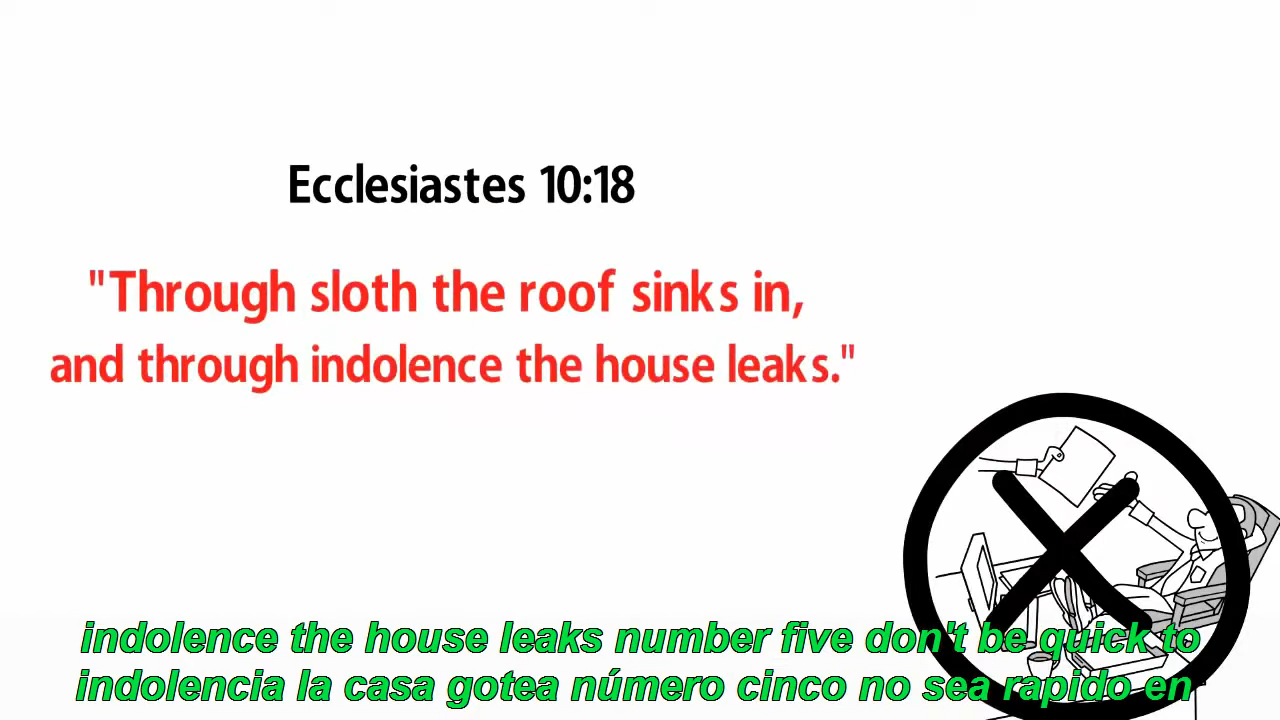 Ecclesiastes 10:18
"Through sloth the roof sinks in,
and through indolence the house leaks."
indolence the house leaks number five don't be quick to
indolencia la casa gotea número cinco no sea rapido en